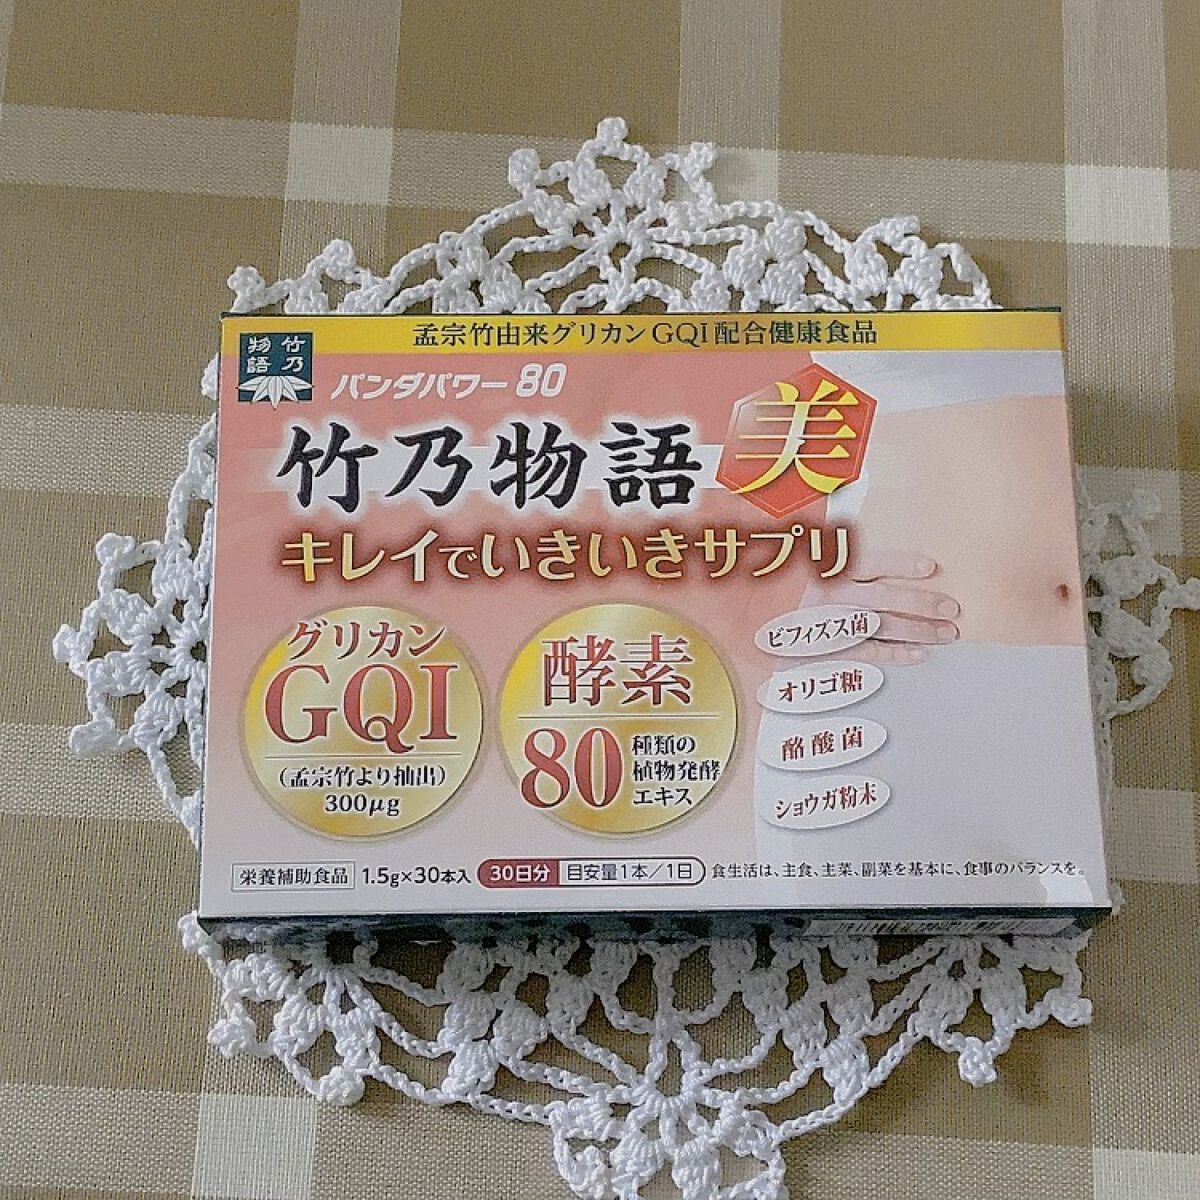 孟宗竹由来グリカンGQI配合健康食品
竹乃
物語
パンダパワー80
竹乃物語
美
キレイでいきいきサプリ
グリカン
GQI
(孟宗竹より抽出)
300μg
酵素
80種類の
植物発酵
エキス
ビフィズス菌
オリゴ糖
酪酸菌
ショウガ粉末
栄養補助食品 1.5g×30本入 30日分 目安量1本/1日 食生活は、主食、主菜、副菜を基本に、食事のバランスを。